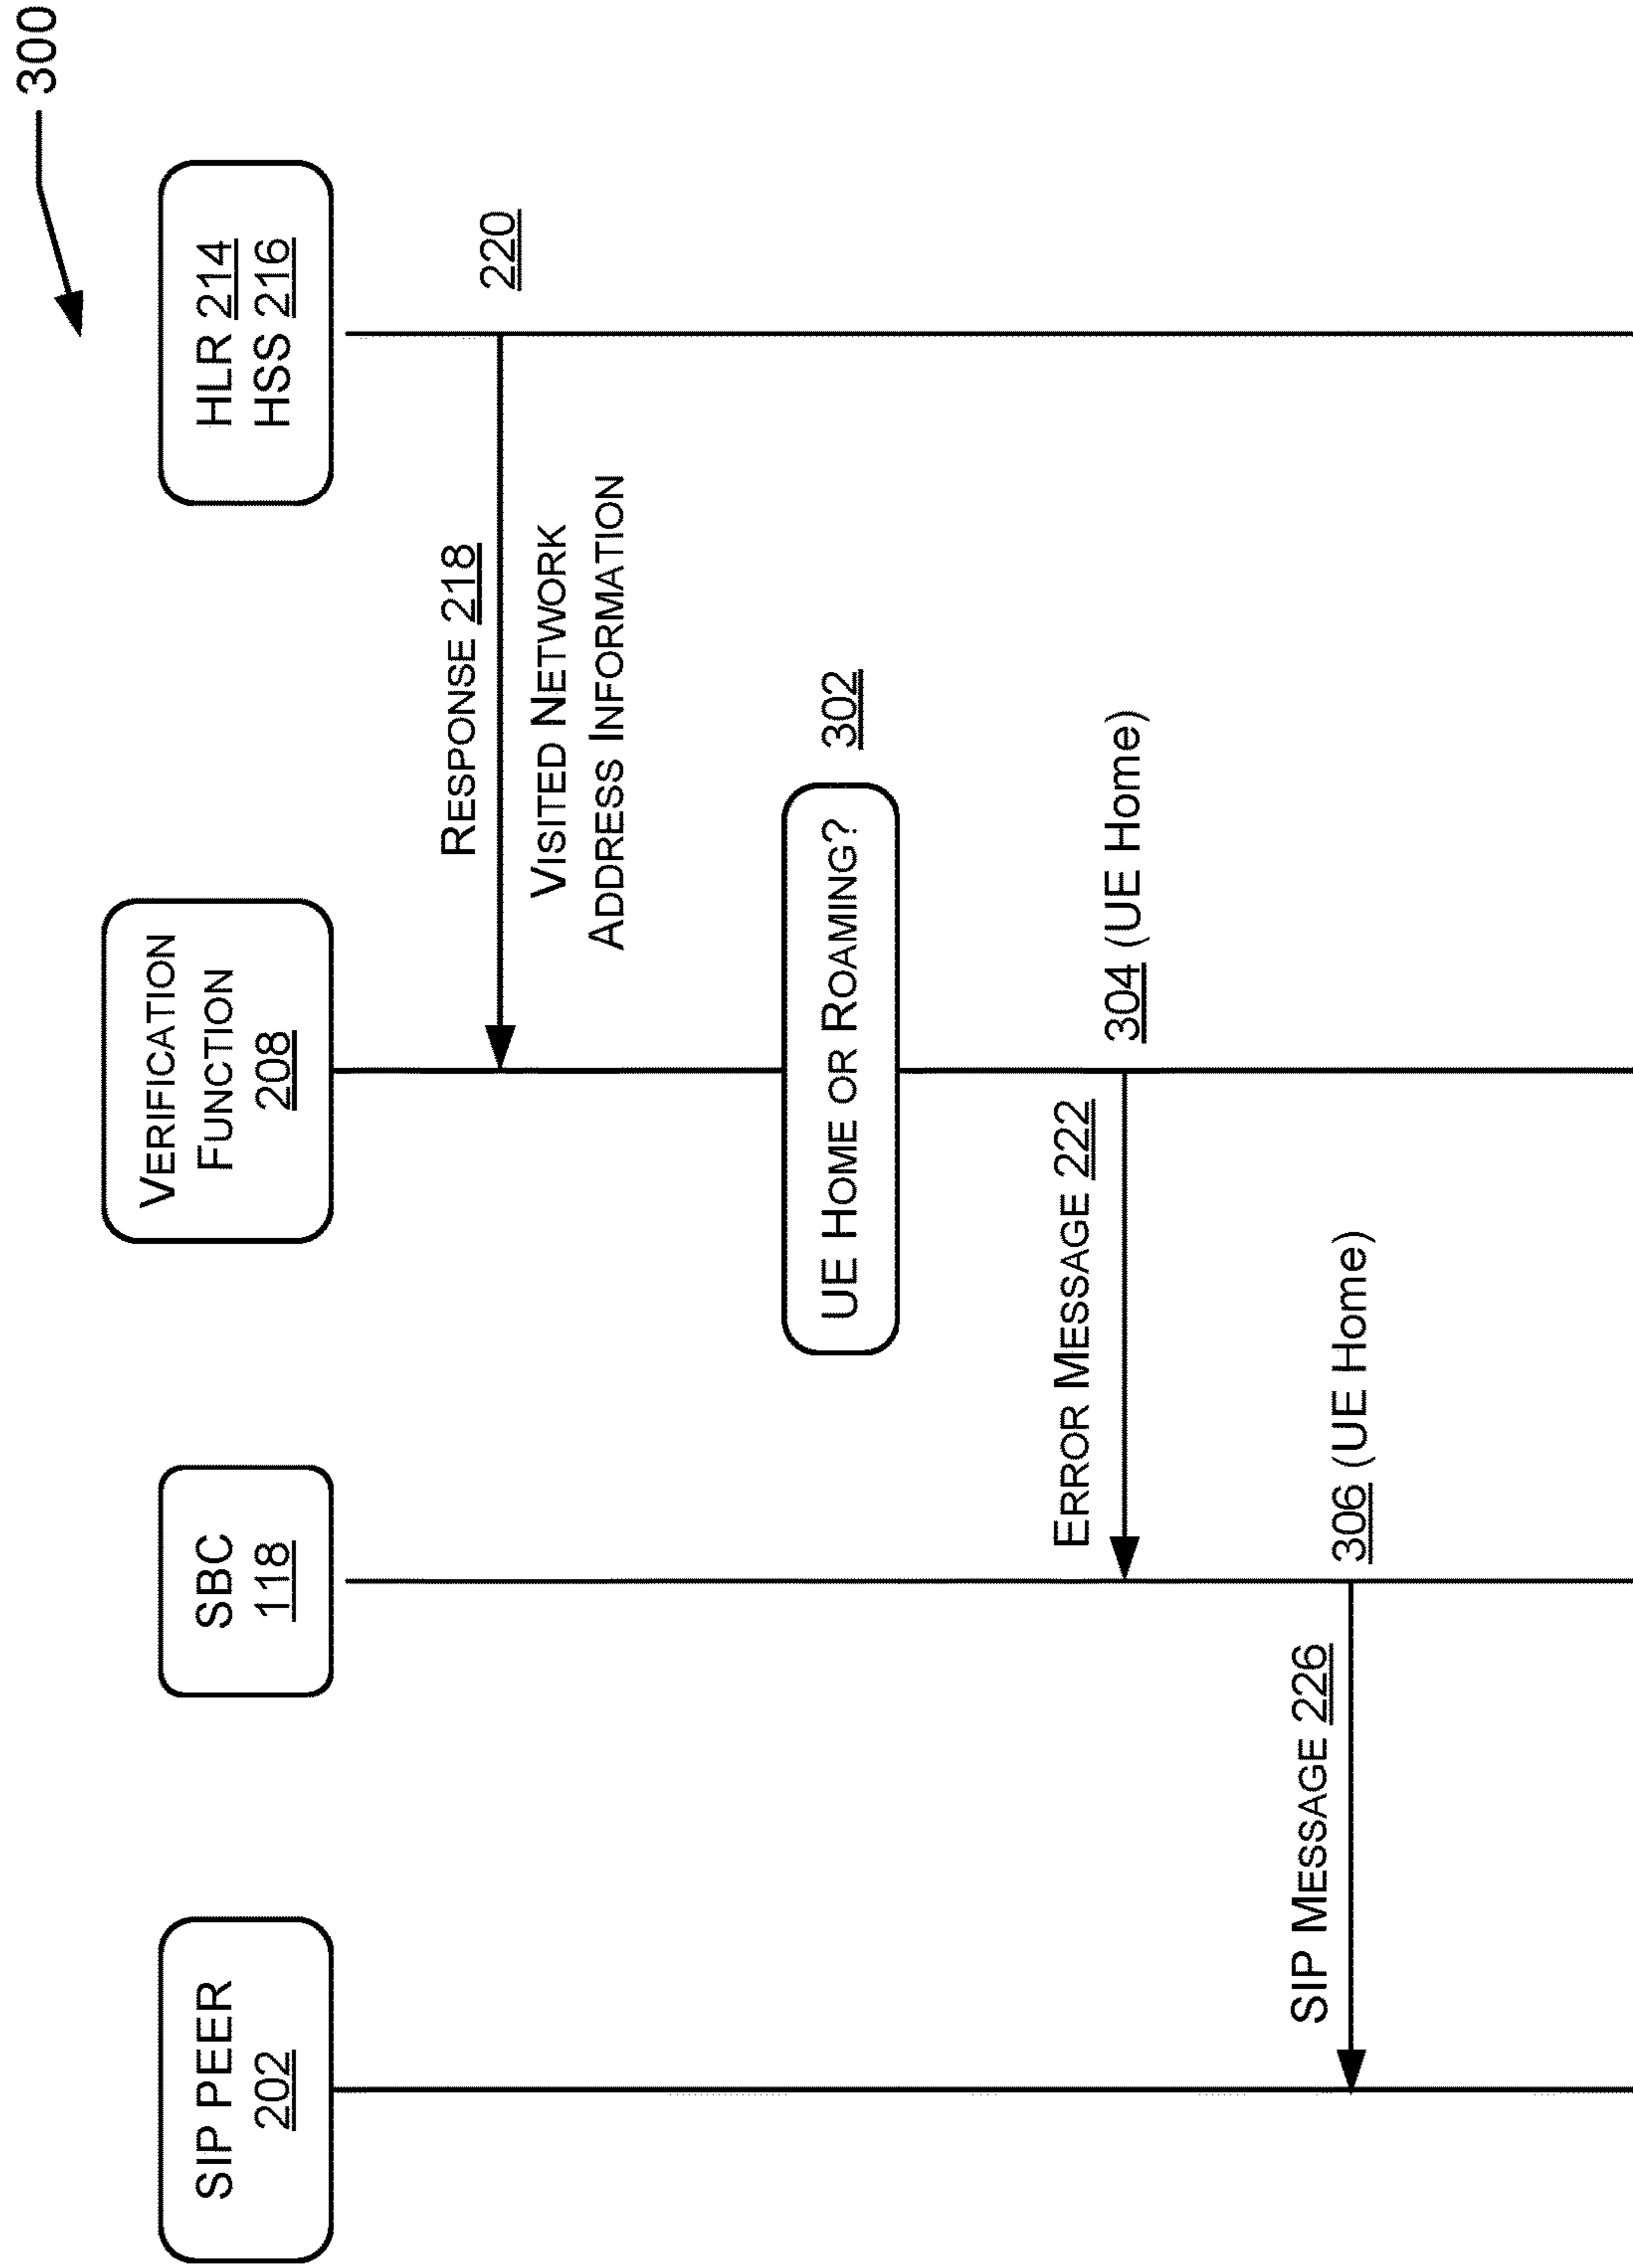 300
SIP PEER
202
SBC
118
VERIFICATION
FUNCTION
208
HLR 214
HSS 216
RESPONSE 218
220
VISITED NETWORK
ADDRESS INFORMATION
UE HOME OR ROAMING?
302
ERROR MESSAGE 222
304 (UE Home)
SIP MESSAGE 226
306 (UE Home)